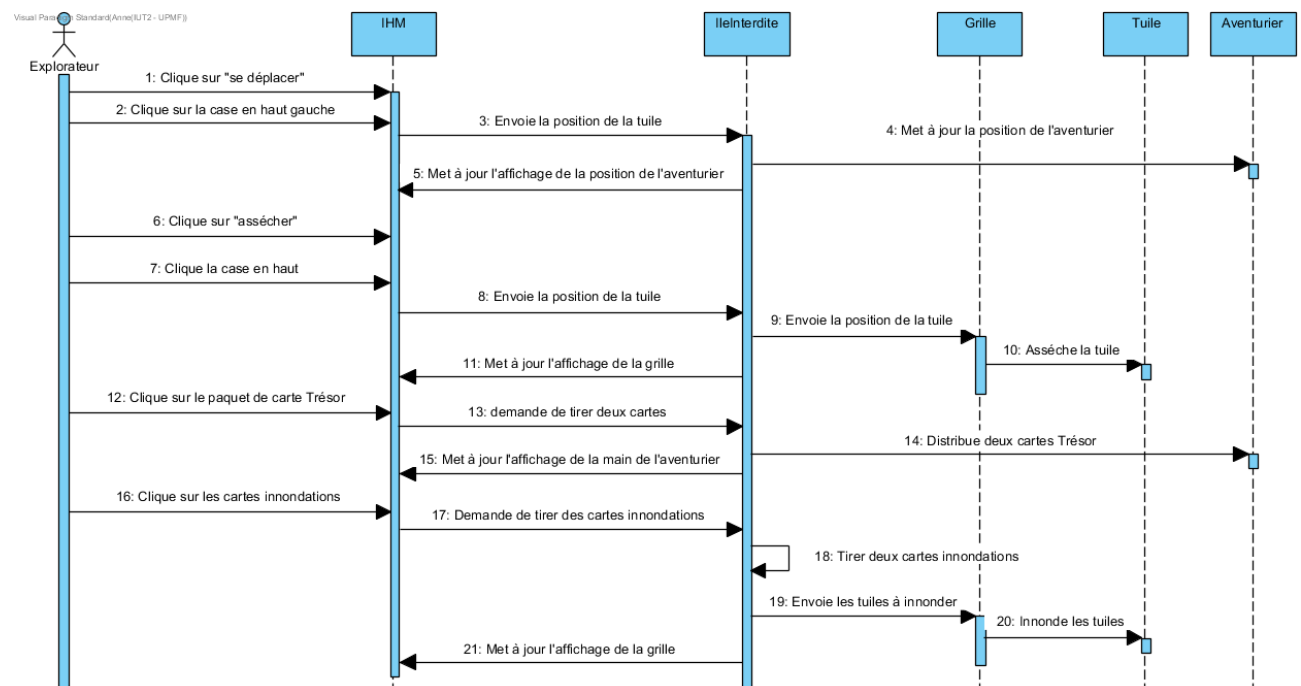 Visual Paradigm Standard(Anne(IUT2 - UPMF))
IHM
IleInterdite
Grille
Tuile
Aventurier
Explorateur
1: Clique sur "se déplacer"
2: Clique sur la case en haut gauche
3: Envoie la position de la tuile
4: Met à jour la position de l'aventurier
5: Met à jour l'affichage de la position de l'aventurier
6: Clique sur "assécher"
7: Clique la case en haut
8: Envoie la position de la tuile
9: Envoie la position de la tuile
10: Asséche la tuile
11: Met à jour l'affichage de la grille
12: Clique sur le paquet de carte Trésor
13: demande de tirer deux cartes
14: Distribue deux cartes Trésor
15: Met à jour l'affichage de la main de l'aventurier
16: Clique sur les cartes innondations
17: Demande de tirer des cartes innondations
18: Tirer deux cartes innondations
19: Envoie les tuiles à innonder
20: Innonde les tuiles
21: Met à jour l'affichage de la grille